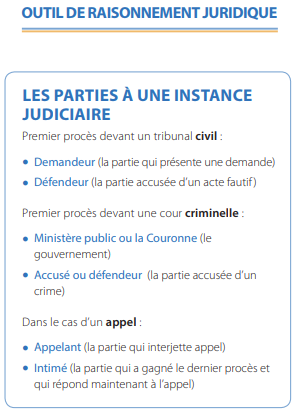 OUTIL DE RAISONNEMENT JURIDIQUE
LES PARTIES À UNE INSTANCE
JUDICIAIRE
Premier procès devant un tribunal civil :
• Demandeur (la partie qui présente une demande)
• Défendeur (la partie accusée d'un acte fautif)
Premier procès devant une cour criminelle :
• Ministère public ou la Couronne (le
gouvernement)
• Accusé ou défendeur (la partie accusée d'un
crime)
Dans le cas d'un appel :
• Appelant (la partie qui interjette appel)
• Intimé (la partie qui a gagné le dernier procès et
qui répond maintenant à l'appel)